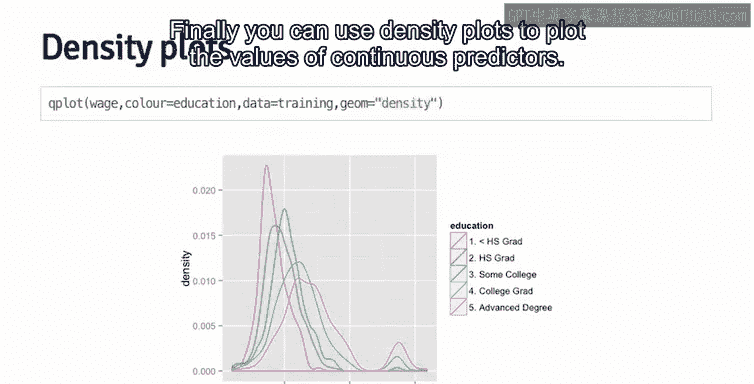 Finally you can use density plots to plot
the values of continuous predictors.
Density plots
qplot(wage,colour=education,data=training,geom="density")
0.020
0.015
0.010
0.005
0.000
density
education
1. < HS Grad
2. HS Grad
3. Some College
4. College Grad
5. Advanced Degree